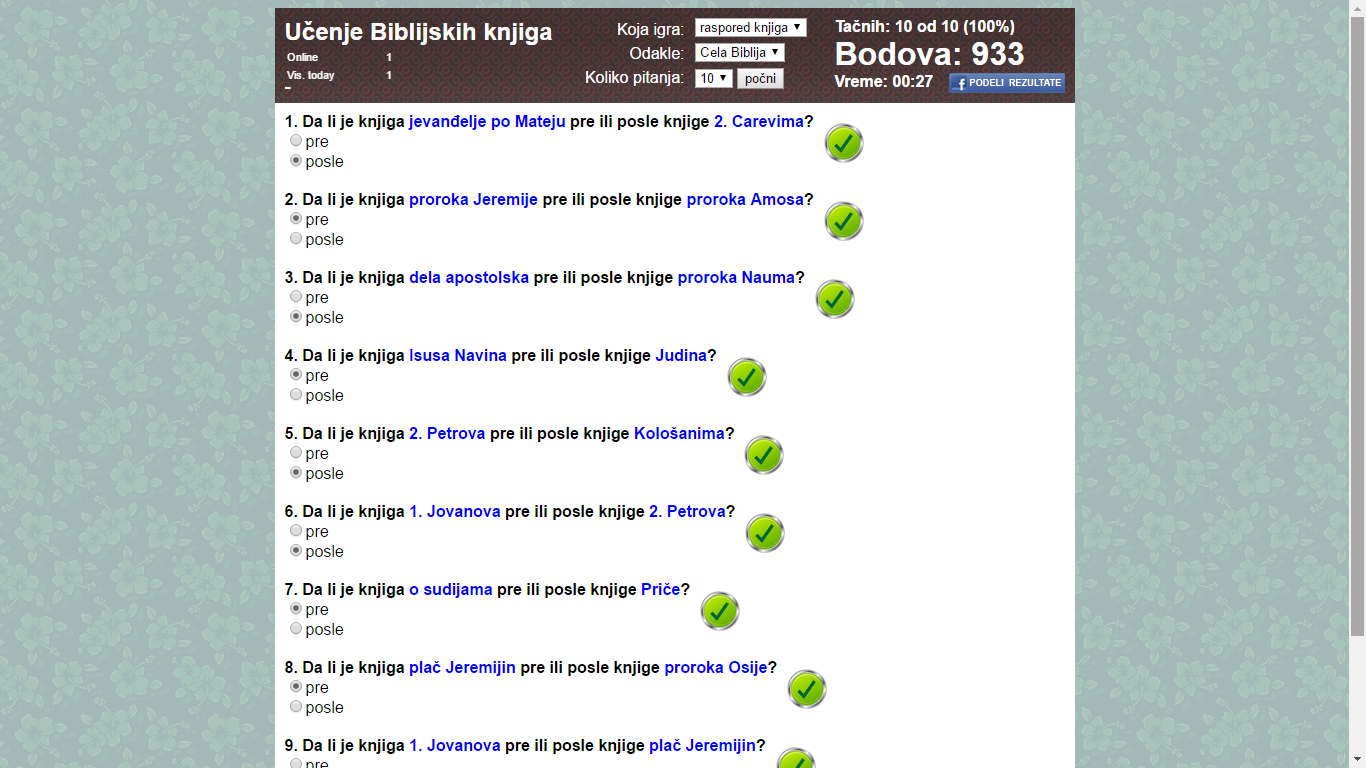 Učenje Biblijskih knjiga
Online 1
Vis. today 1
Koja igra: raspored knjiga
Odakle: Cela Biblija
Koliko pitanja: 10 počni
Tačnih: 10 od 10 (100%)
Bodova: 933
Vreme: 00:27 f PODELI REZULTATE
1. Da li je knjiga jevanđelje po Mateju pre ili posle knjige 2. Carevima?
pre
posle
2. Da li je knjiga proroka Jeremije pre ili posle knjige proroka Amosa?
pre
posle
3. Da li je knjiga dela apostolska pre ili posle knjige proroka Nauma?
pre
posle
4. Da li je knjiga Isusa Navina pre ili posle knjige Judina?
pre
posle
5. Da li je knjiga 2. Petrova pre ili posle knjige Kološanima?
pre
posle
6. Da li je knjiga 1. Jovanova pre ili posle knjige 2. Petrova?
pre
posle
7. Da li je knjiga o sudijama pre ili posle knjige Priče?
pre
posle
8. Da li je knjiga plač Jeremijin pre ili posle knjige proroka Osije?
pre
posle
9. Da li je knjiga 1. Jovanova pre ili posle knjige plač Jeremijin?
pre